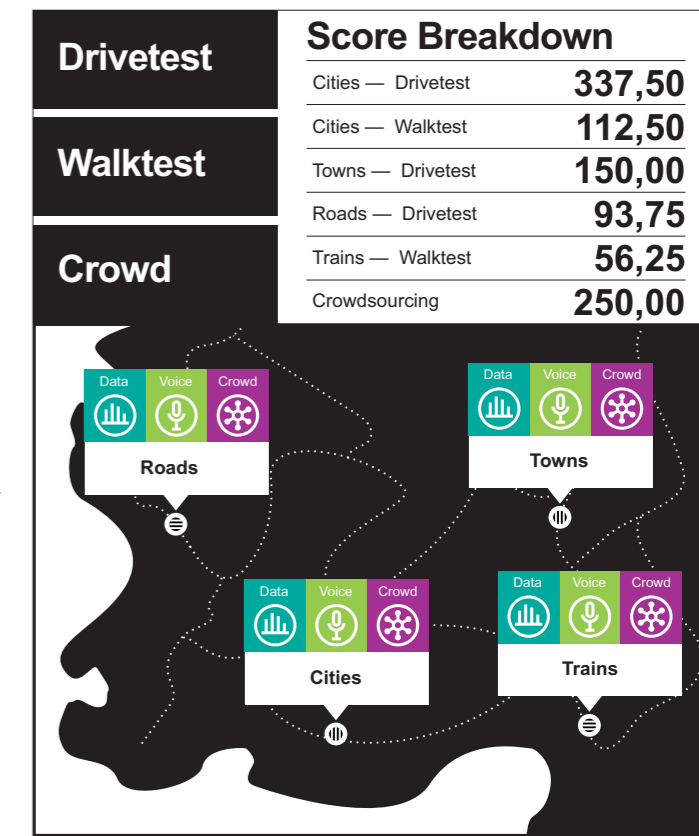 Drivetest
Walktest
Crowd
Score Breakdown
Cities — Drivetest 337,50
Cities — Walktest 112,50
Towns — Drivetest 150,00
Roads — Drivetest 93,75
Trains — Walktest 56,25
Crowdsourcing 250,00
Data Voice Crowd
Roads
Data Voice Crowd
Towns
Data Voice Crowd
Cities
Data Voice Crowd
Trains